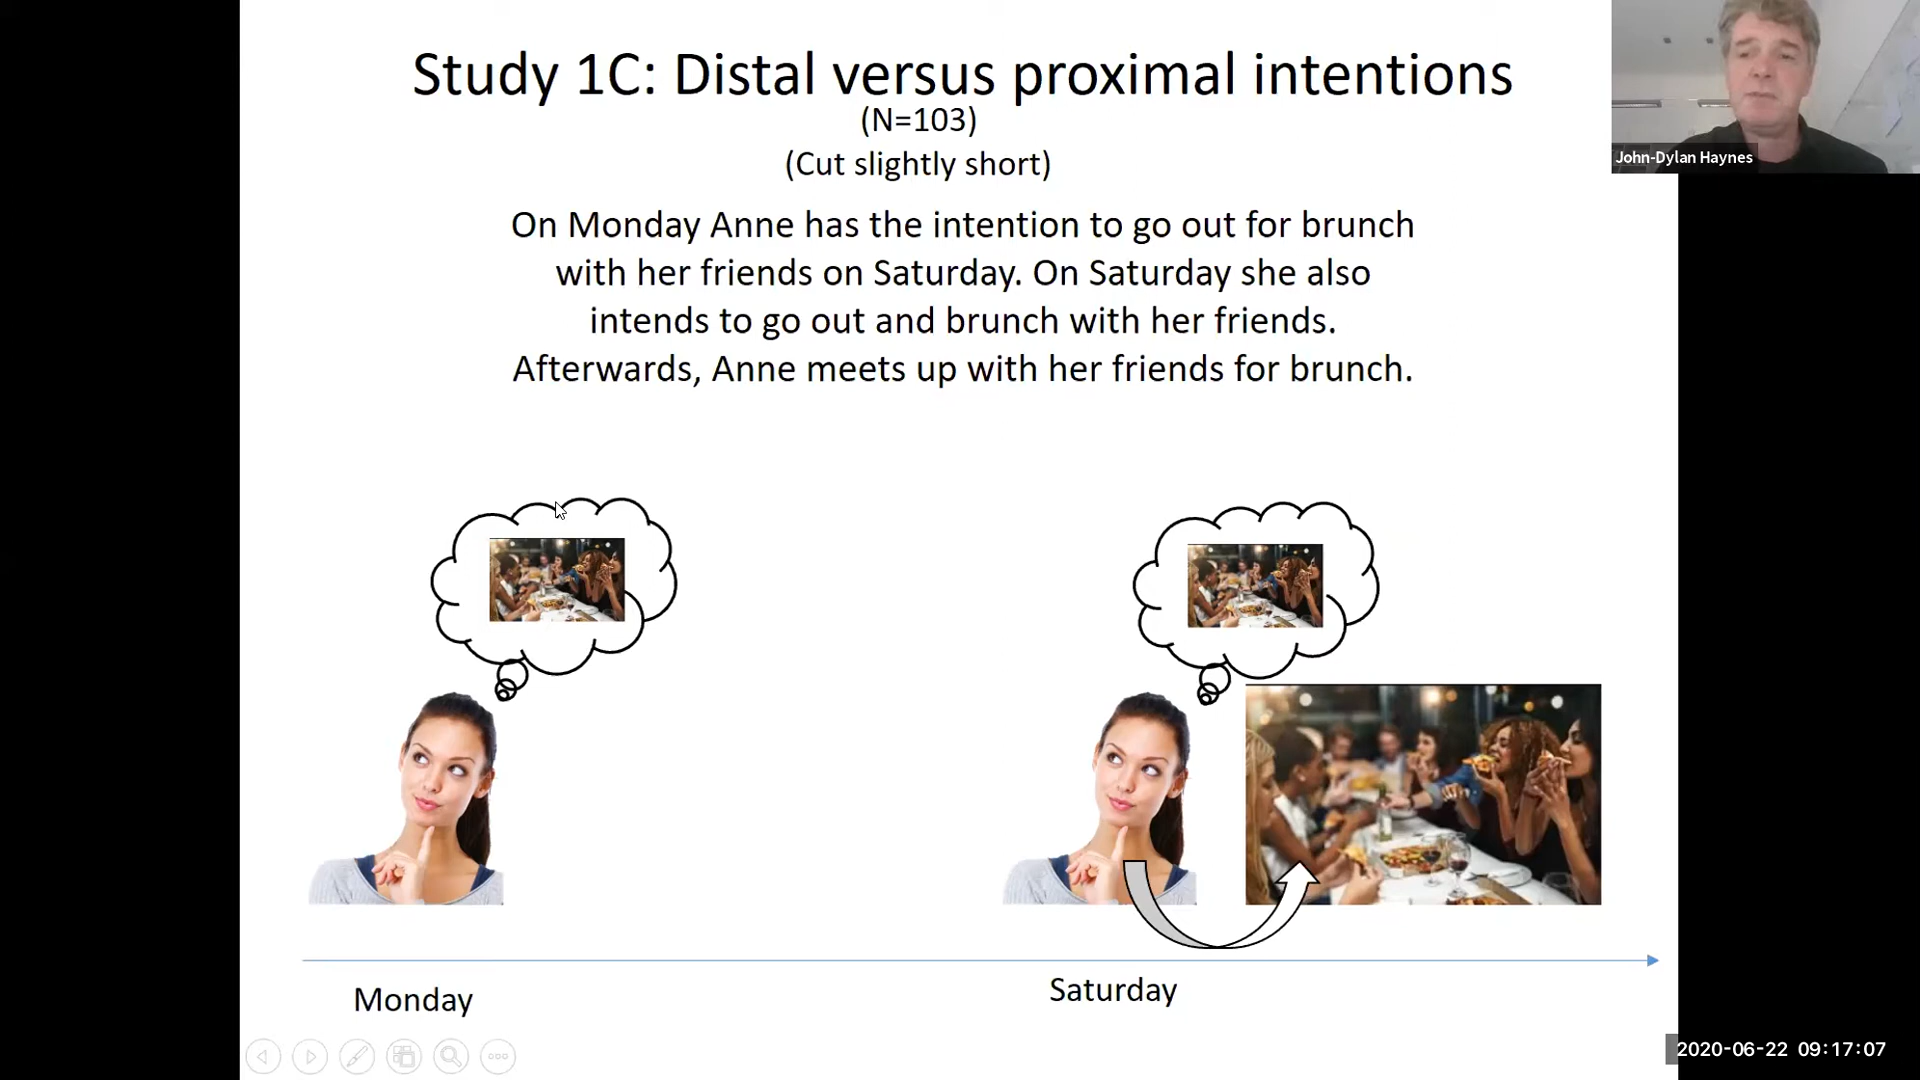 Study 1C: Distal versus proximal intentions
(N=103)
(Cut slightly short)
On Monday Anne has the intention to go out for brunch
with her friends on Saturday. On Saturday she also
intends to go out and brunch with her friends.
Afterwards, Anne meets up with her friends for brunch.
Monday
Saturday
John-Dylan Haynes
2020-06-22 09:17:07